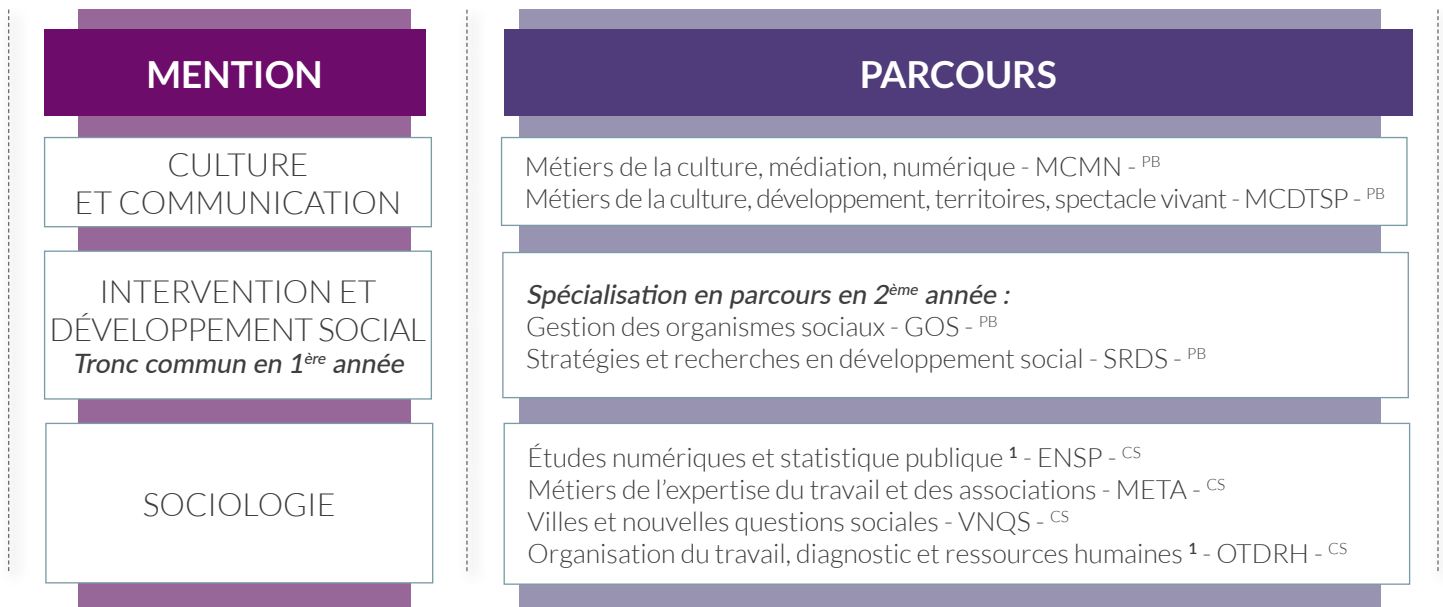 MENTION
PARCOURS
CULTURE
ET COMMUNICATION
Métiers de la culture, médiation, numérique - MCMN - PB
Métiers de la culture, développement, territoires, spectacle vivant - MCDTSP - PB
INTERVENTION ET
DÉVELOPPEMENT SOCIAL
Tronc commun en 1ère année
Spécialisation en parcours en 2ème année :
Gestion des organismes sociaux - GOS - PB
Stratégies et recherches en développement social - SRDS - PB
SOCIOLOGIE
Études numériques et statistique publique 1 - ENSP - CS
Métiers de l’expertise du travail et des associations - META - CS
Villes et nouvelles questions sociales - VNQS - CS
Organisation du travail, diagnostic et ressources humaines 1 - OTDRH - CS